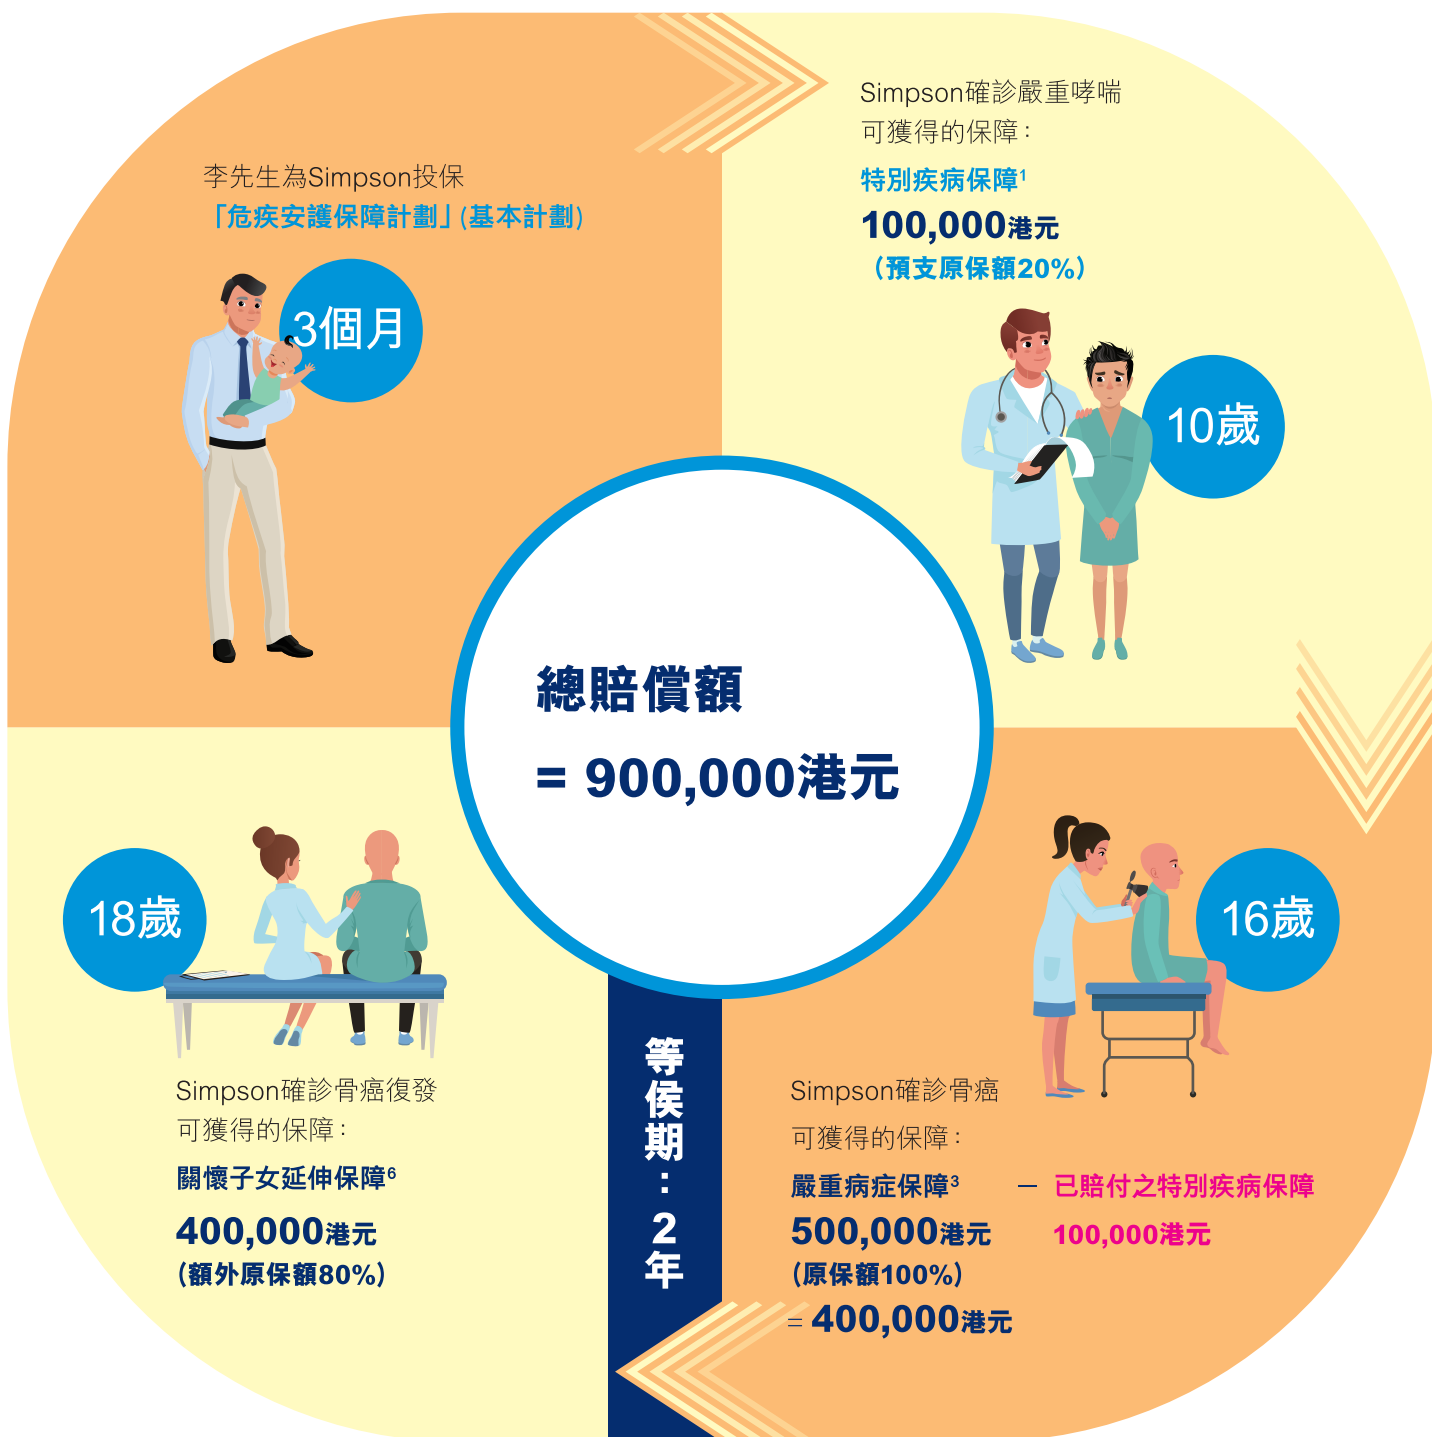 李先生為Simpson投保
「危疾安護保障計劃」(基本計劃)
3個月
Simpson確診嚴重哮喘
可獲得的保障：
特別疾病保障1
100,000港元
（預支原保額20%）
10歲
總賠償額
= 900,000港元
16歲
Simpson確診骨癌
可獲得的保障：
嚴重病症保障3 － 已賠付之特別疾病保障
500,000港元 100,000港元
(原保額100%)
= 400,000港元
等侯期：2年
18歲
Simpson確診骨癌復發
可獲得的保障：
關懷子女延伸保障6
400,000港元
(額外原保額80%)